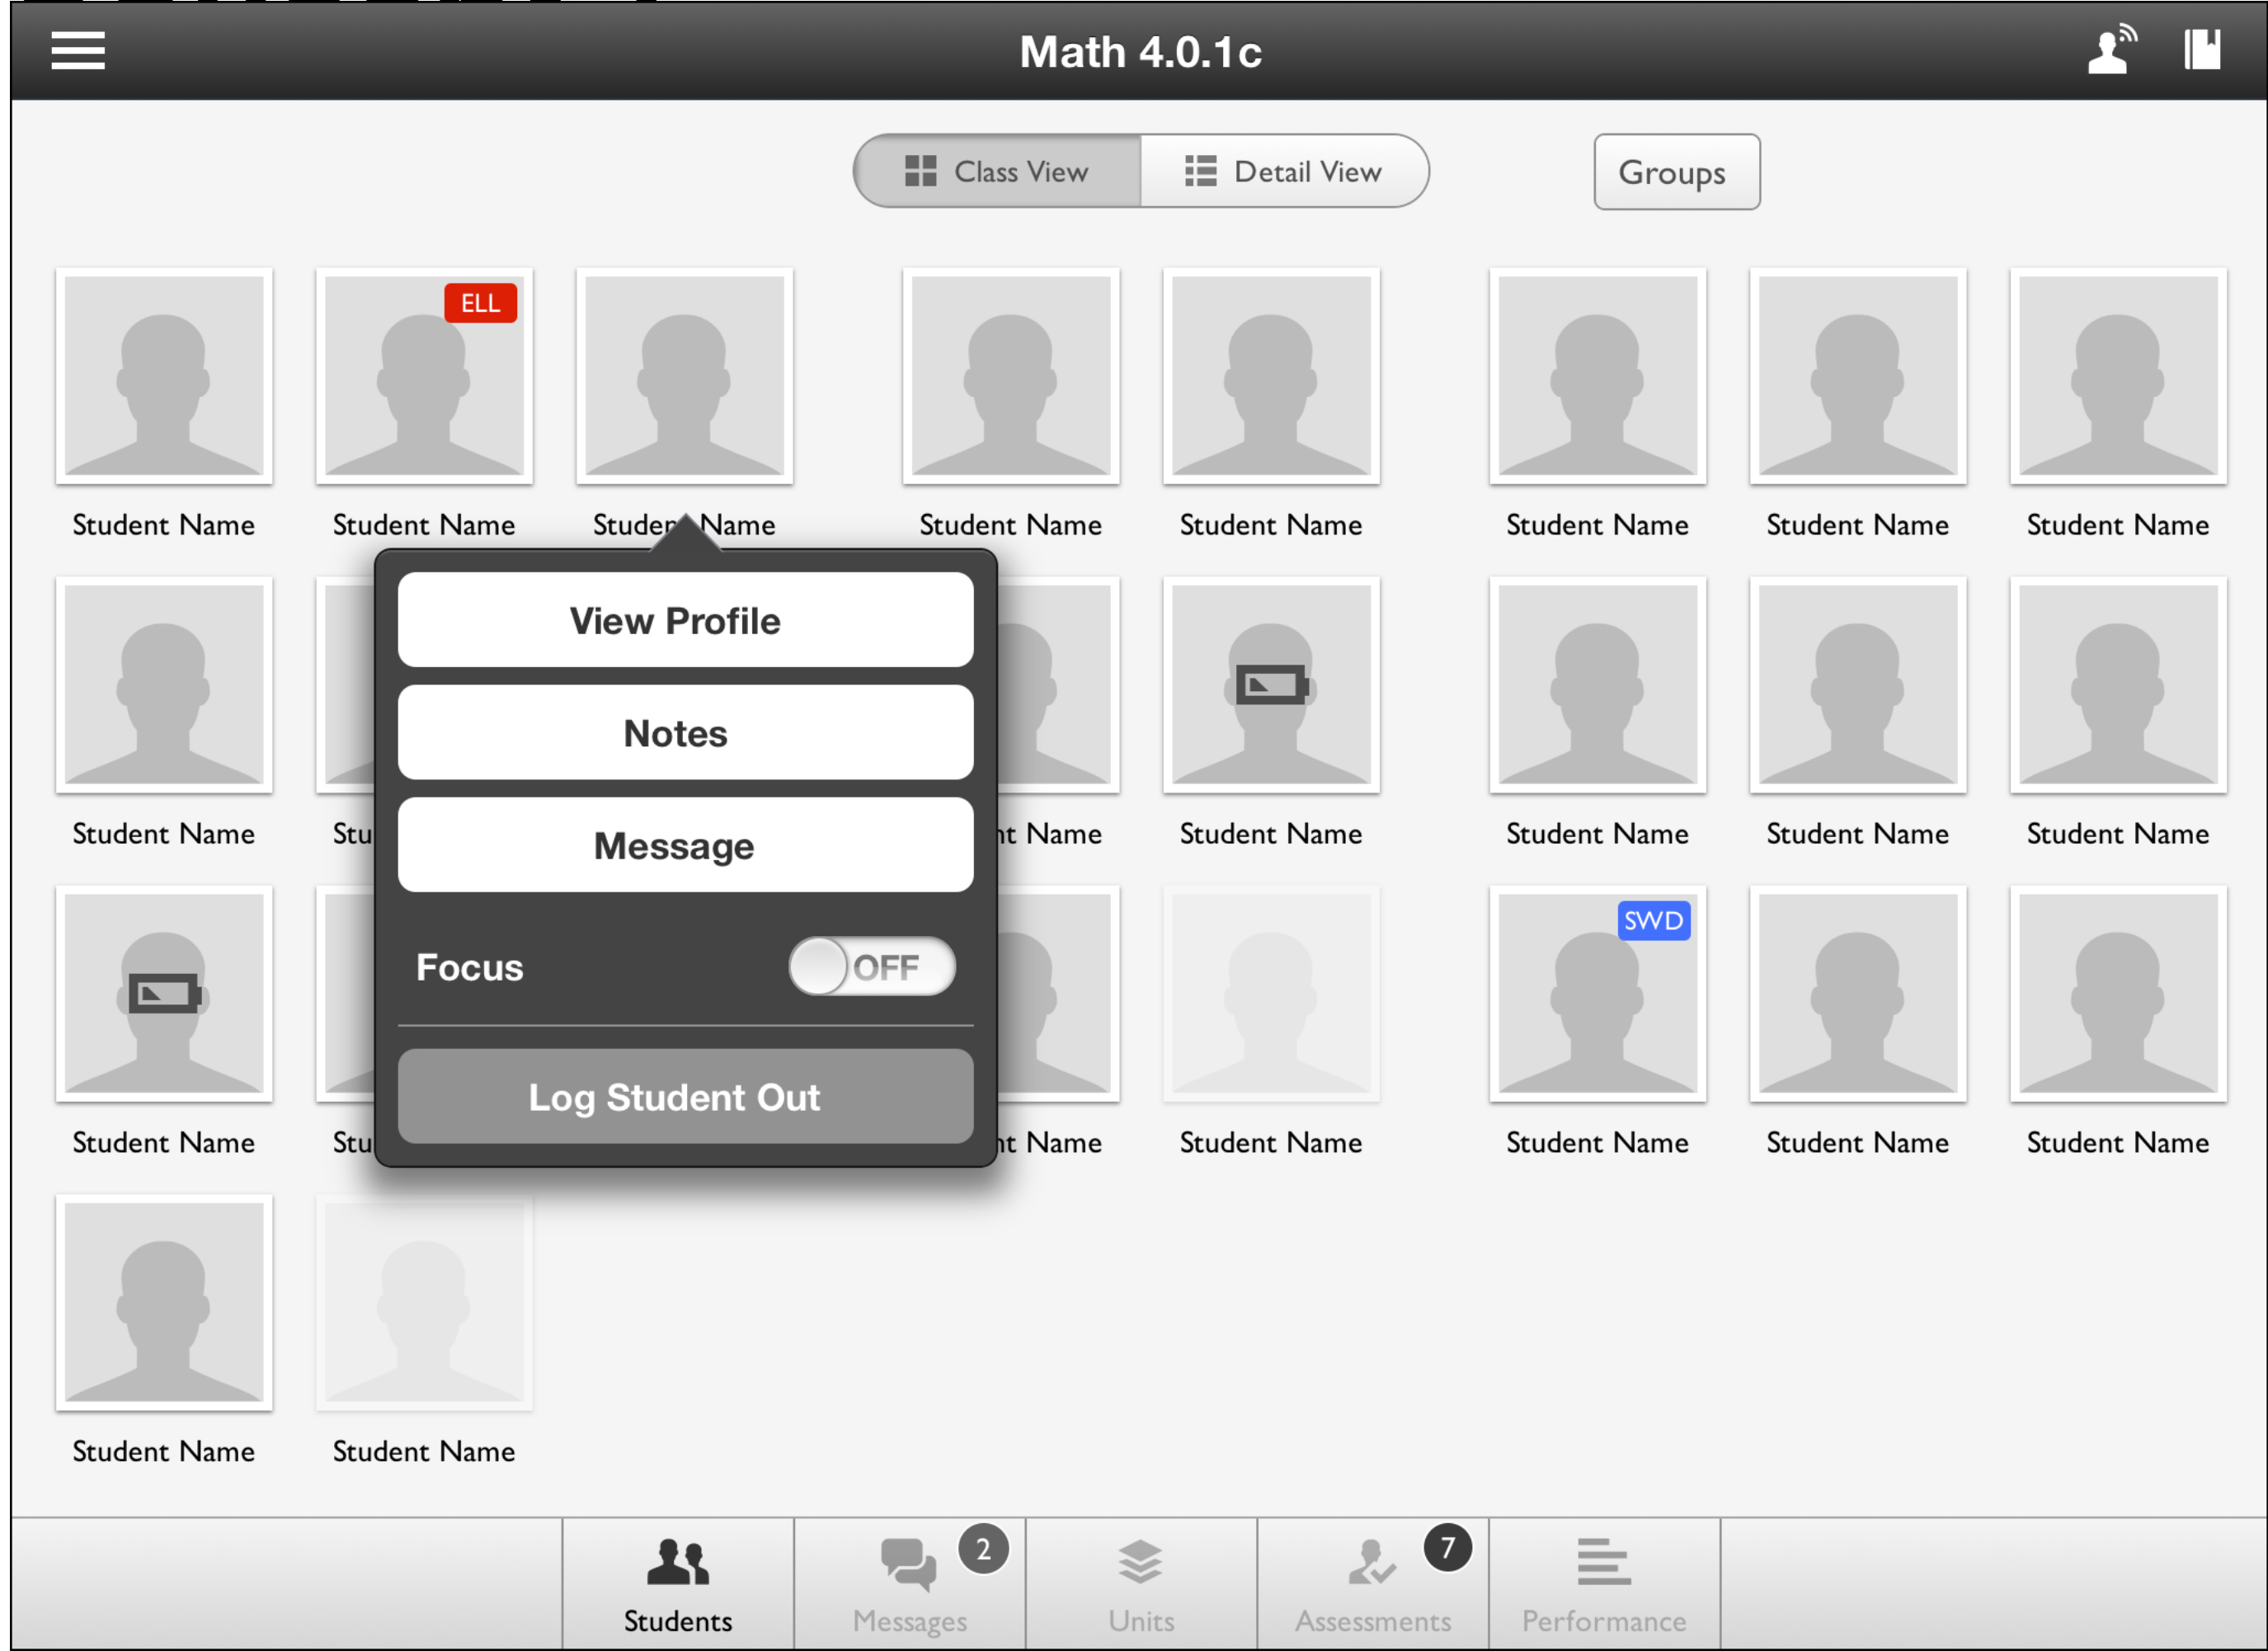 Math 4.0.1c
Class View
Detail View
Groups
ELL
Student Name
Student Name
Student Name
Student Name
Student Name
Student Name
Student Name
Student Name
View Profile
Notes
Message
Focus
OFF
Log Student Out
Student Name
Stu
nt Name
Student Name
Student Name
Student Name
Student Name
SWD
Student Name
Stu
nt Name
Student Name
Student Name
Student Name
Student Name
Student Name
Student Name
Students
Messages
2
Units
Assessments
7
Performance